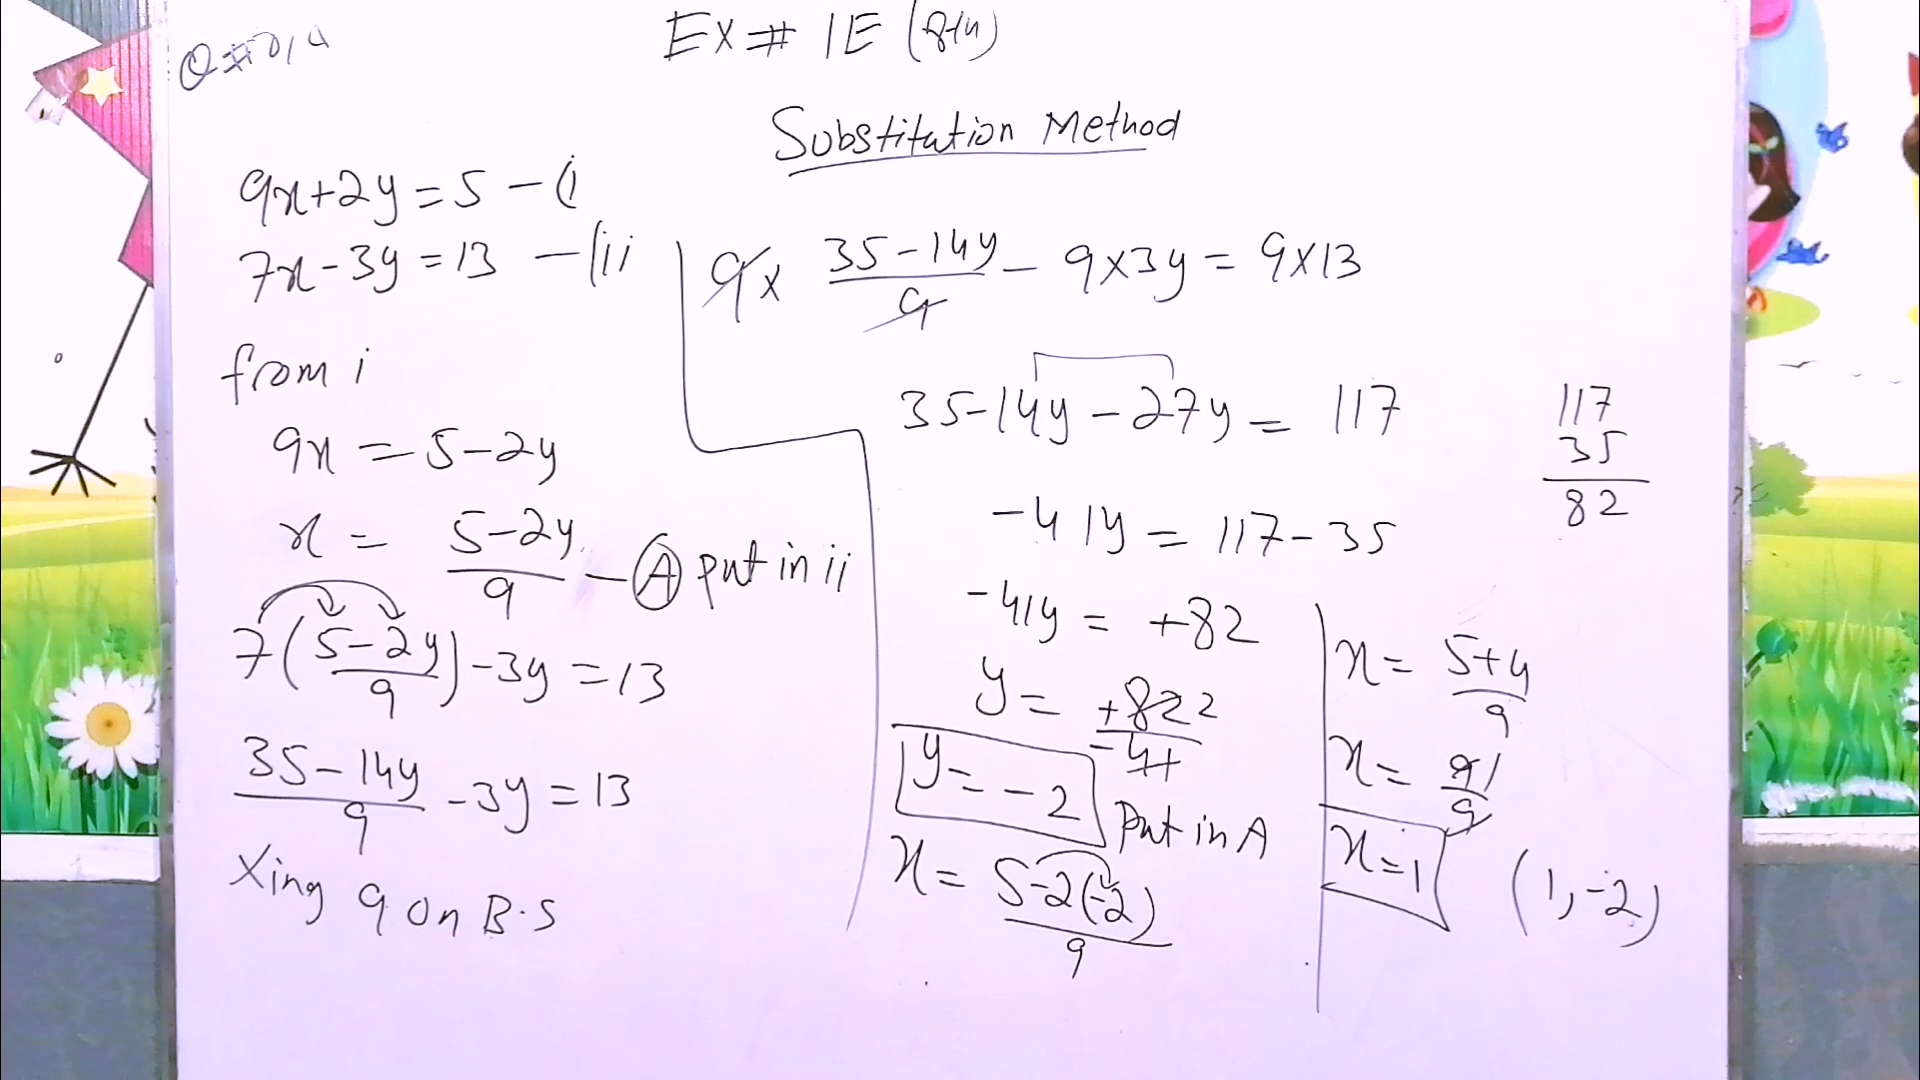 Ex# 1E (8th)
Substitution Method
9x+2y=5 -(i
7x-3y=13 -(ii
from i
9x = 5-2y
x = 5-2y/9 -(A) put in ii
7(5-2y/9)-3y=13
35-14y/9 -3y=13
Xing 9 on B.S
9x 35-14y/9 - 9x3y = 9x13
35-14y-27y = 117
117
35
82
-41y = 117-35
-41y = +82
y = +82 2/-41
y = -2 Put in A
x = 5-2(-2)/9
x = 5+4/9
x = 9 1/9
x=1
(1,-2)